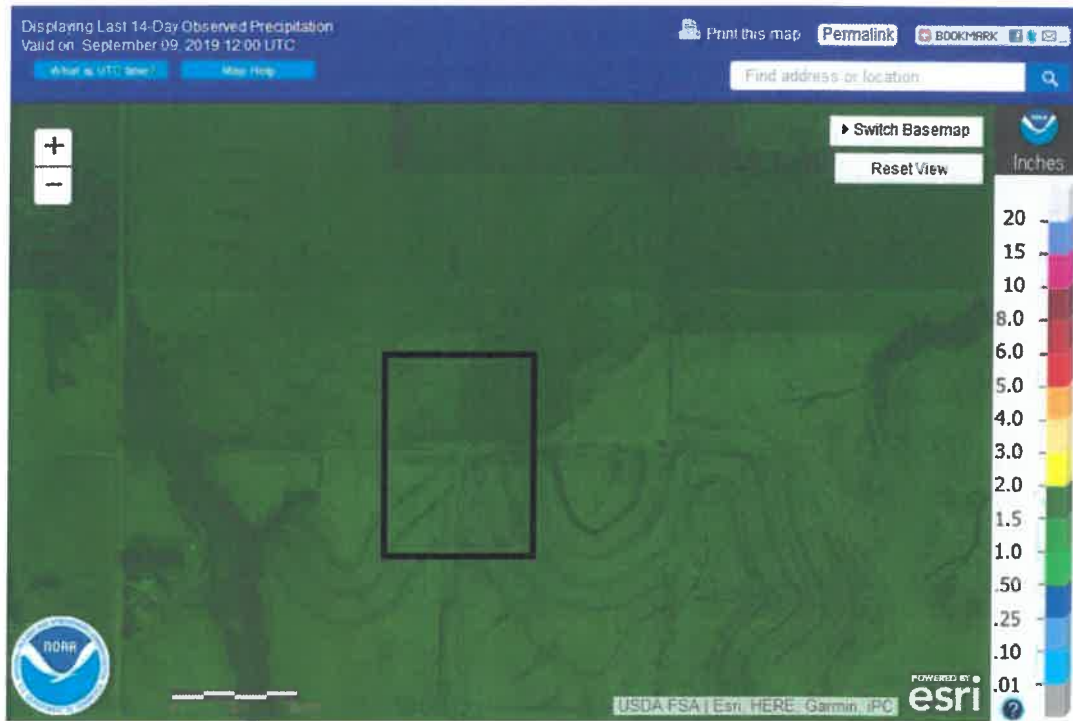 Displaying Last 14-Day Observed Precipitation
Valid on September 09, 2019 12:00 UTC
What is UTC time?
Map Help
Print this map
Permalink
BOOKMARK
Find address or location
+
−
▸ Switch Basemap
Reset View
Inches
20
15
10
8.0
6.0
5.0
4.0
3.0
2.0
1.5
1.0
.50
.25
.10
.01
?
NOAA
POWERED BY
esri
USDA FSA | Esri, HERE, Garmin, iPC